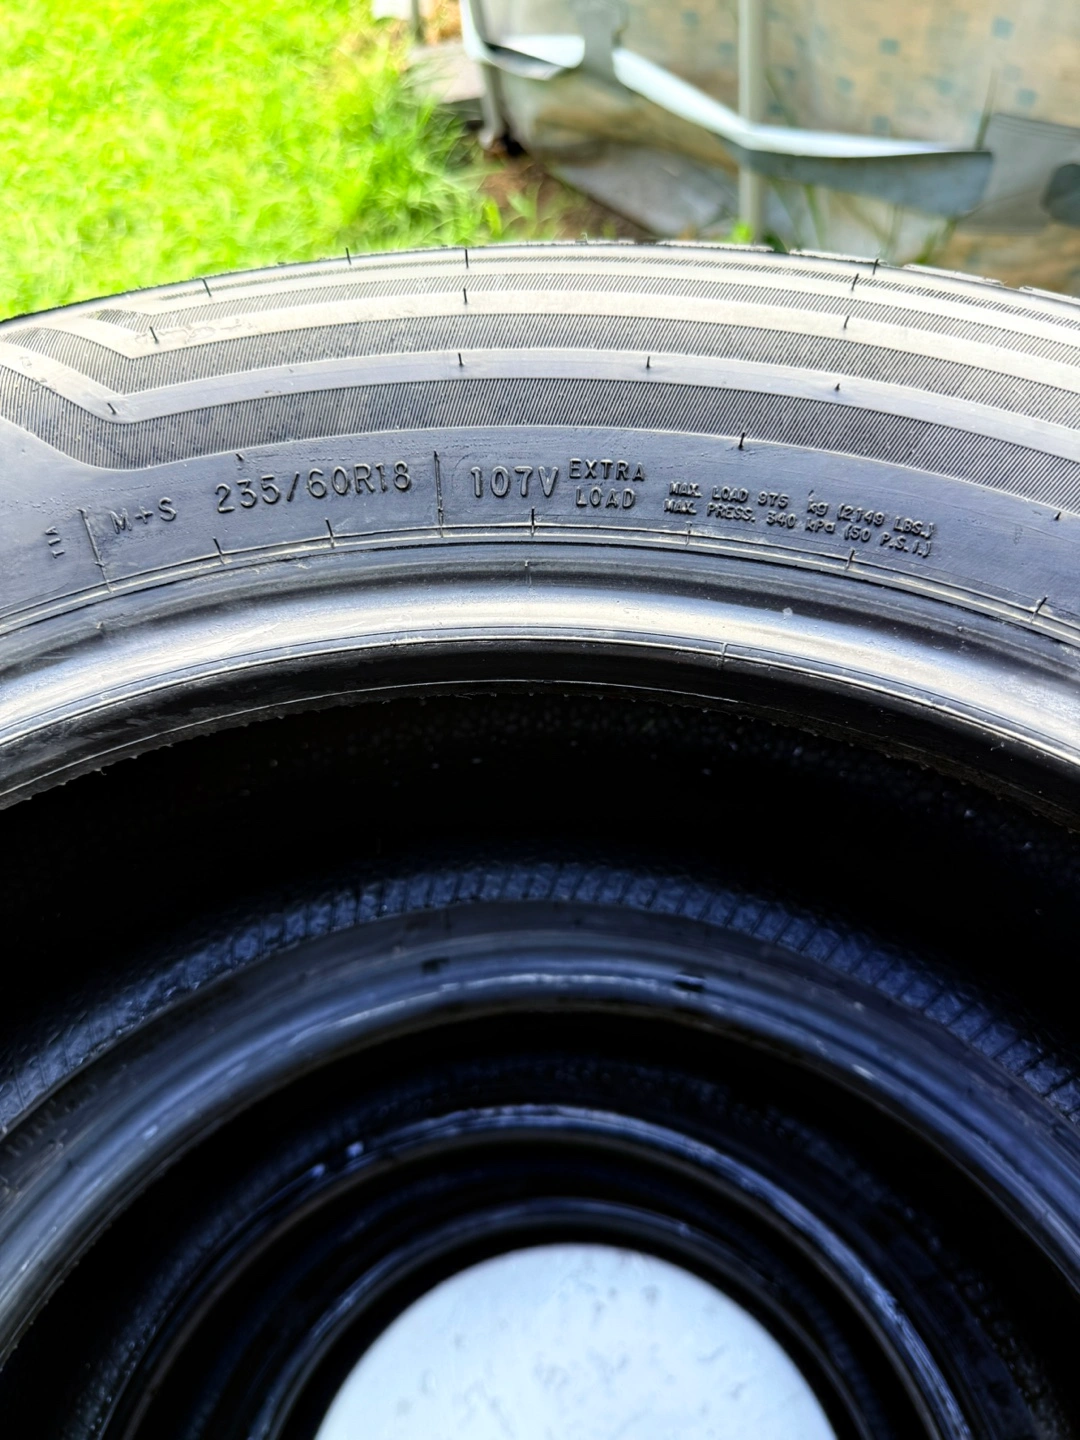 M+S 235/60R18 107V EXTRA LOAD
MAX. LOAD 975 kg (2149 LBS.)
MAX. PRESS. 340 kPa (50 P.S.I.)